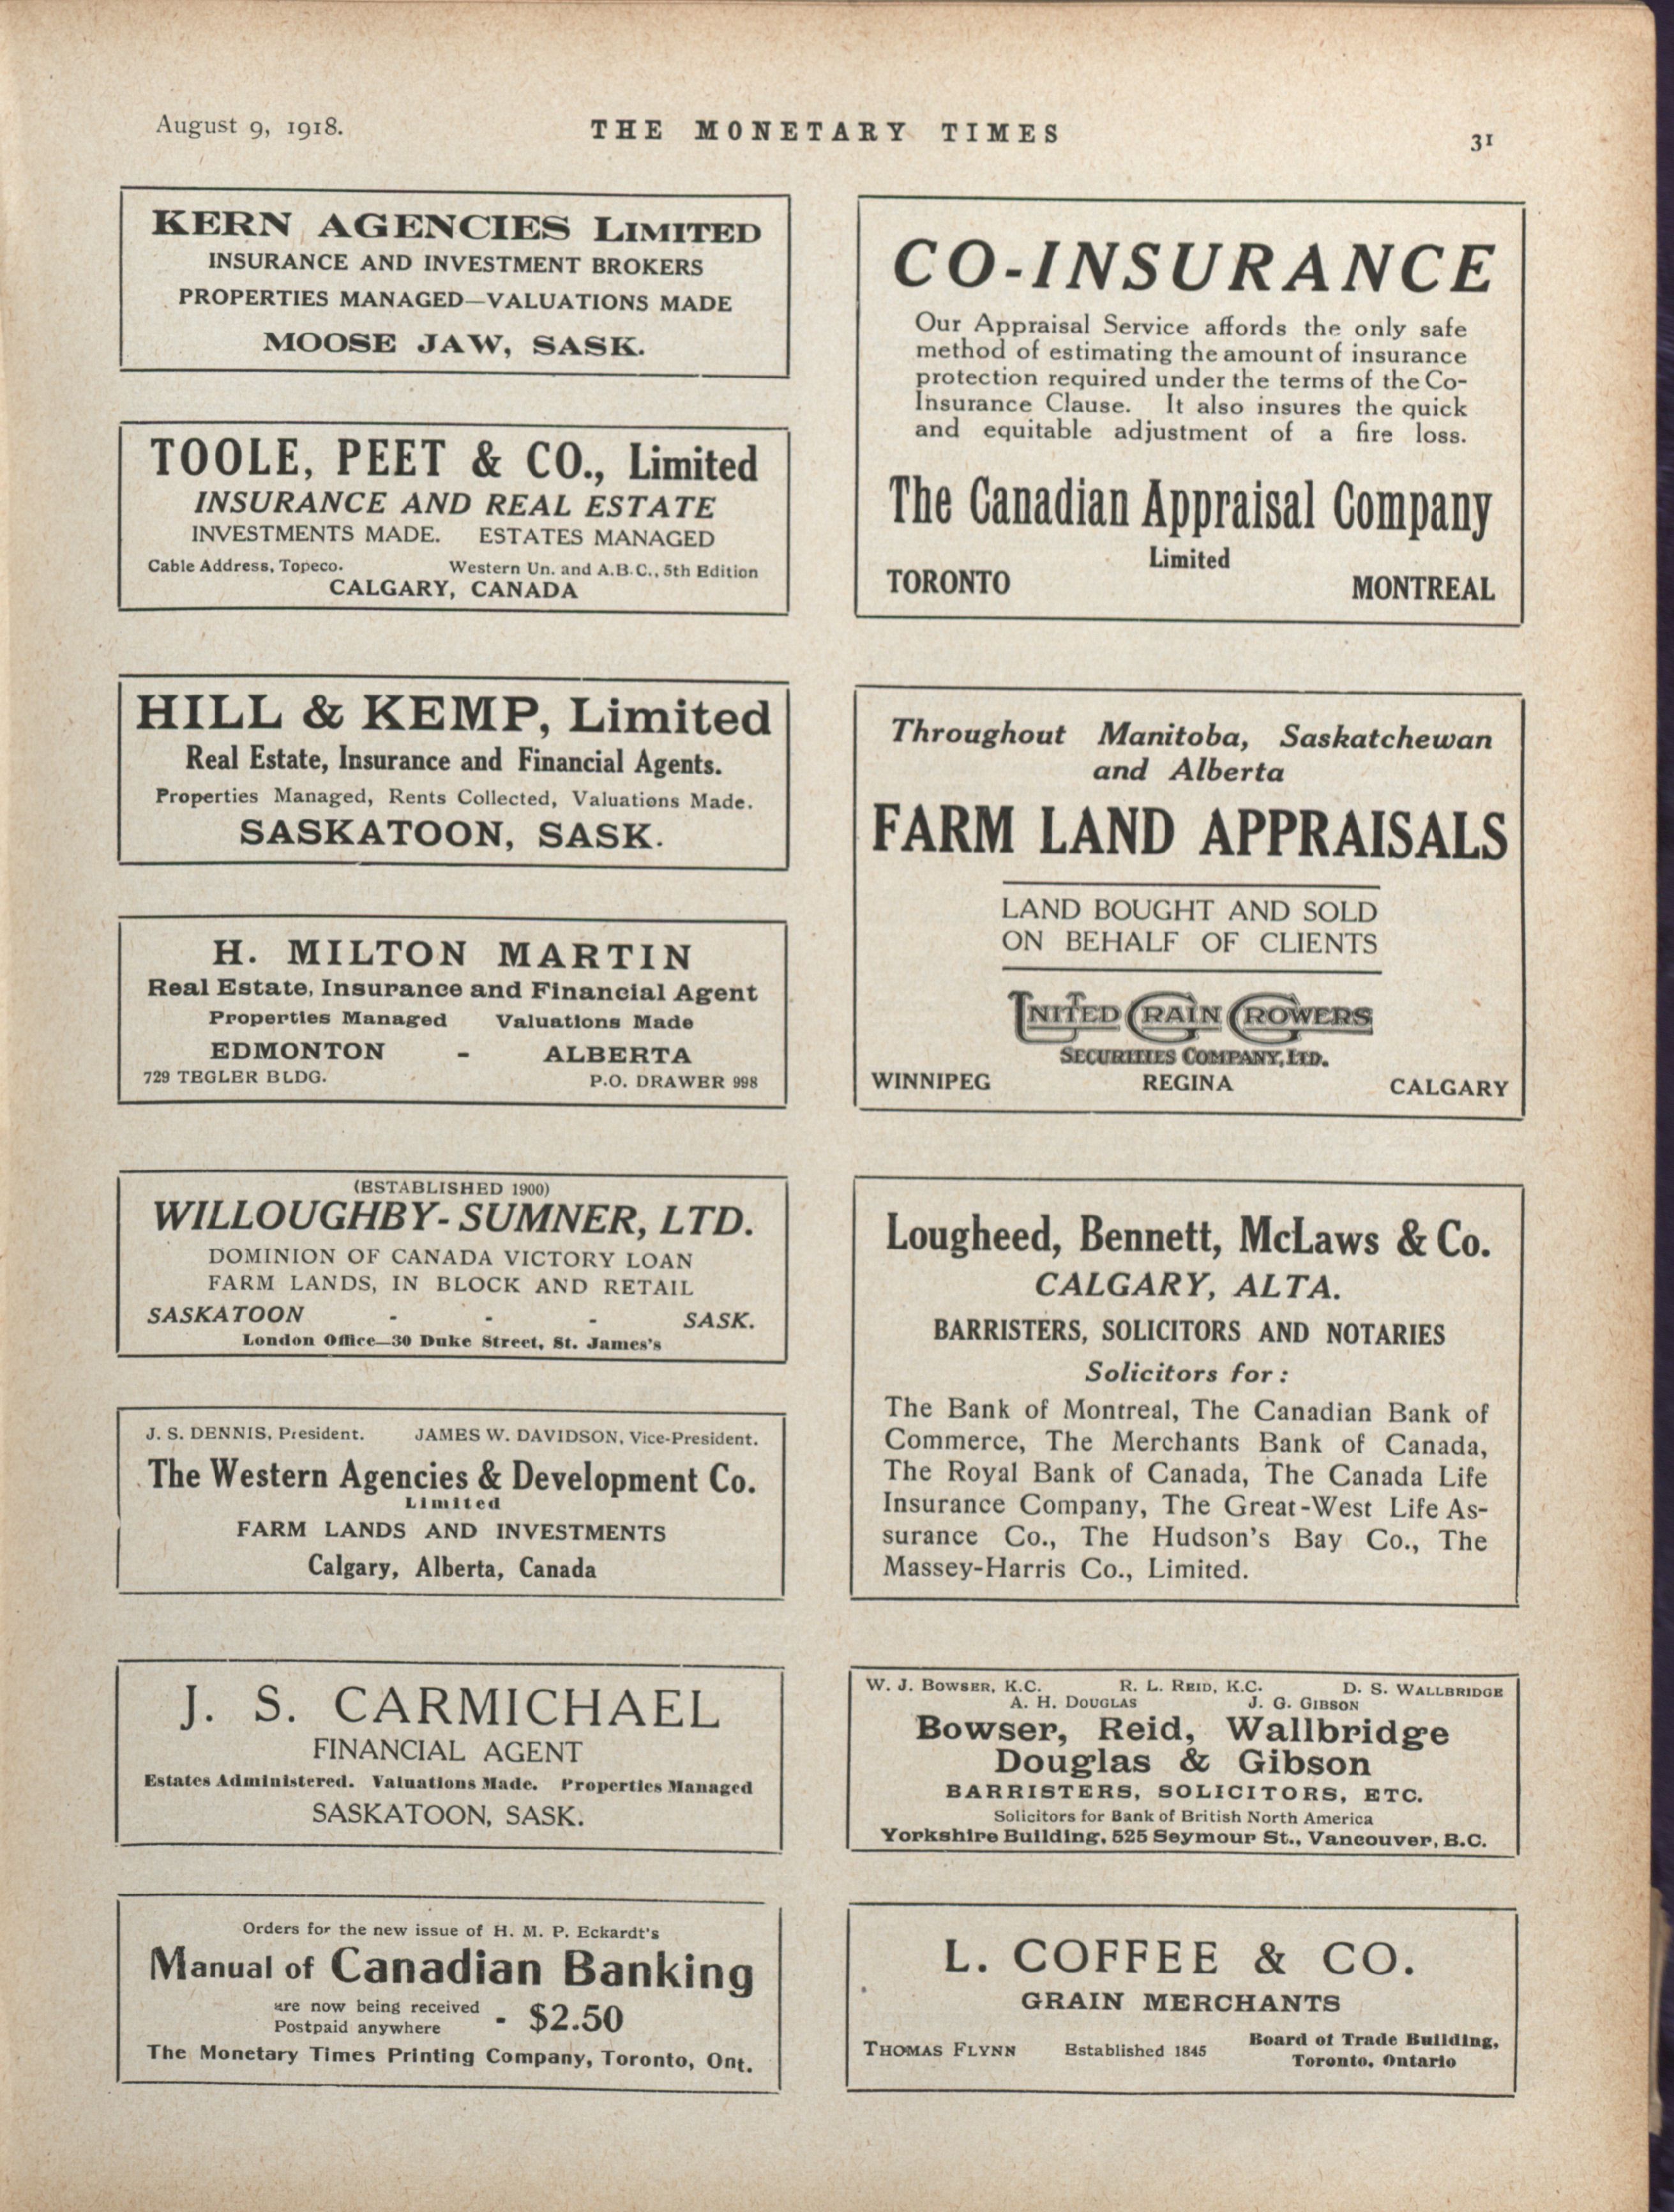 August 9, 1918.
THE MONETARY TIMES
31
KERN AGENCIES LIMITED
INSURANCE AND INVESTMENT BROKERS
PROPERTIES MANAGED—VALUATIONS MADE
MOOSE JAW, SASK.
TOOLE, PEET & CO., Limited
INSURANCE AND REAL ESTATE
INVESTMENTS MADE. ESTATES MANAGED
Cable Address, Topeco. Western Un. and A.B.C., 5th Edition
CALGARY, CANADA
HILL & KEMP, Limited
Real Estate, Insurance and Financial Agents.
Properties Managed, Rents Collected, Valuations Made.
SASKATOON, SASK.
H. MILTON MARTIN
Real Estate, Insurance and Financial Agent
Properties Managed Valuations Made
EDMONTON - ALBERTA
729 TEGLER BLDG. P.O. DRAWER 998
(ESTABLISHED 1900)
WILLOUGHBY-SUMNER, LTD.
DOMINION OF CANADA VICTORY LOAN
FARM LANDS, IN BLOCK AND RETAIL
SASKATOON - - - SASK.
London Office—30 Duke Street, St. James's
J. S. DENNIS, President. JAMES W. DAVIDSON, Vice-President.
The Western Agencies & Development Co.
Limited
FARM LANDS AND INVESTMENTS
Calgary, Alberta, Canada
J. S. CARMICHAEL
FINANCIAL AGENT
Estates Administered. Valuations Made. Properties Managed
SASKATOON, SASK.
Orders for the new issue of H. M. P. Eckardt's
Manual of Canadian Banking
are now being received
Postpaid anywhere - $2.50
The Monetary Times Printing Company, Toronto, Ont.
CO-INSURANCE
Our Appraisal Service affords the only safe
method of estimating the amount of insurance
protection required under the terms of the Co-
Insurance Clause. It also insures the quick
and equitable adjustment of a fire loss.
The Canadian Appraisal Company
Limited
TORONTO MONTREAL
Throughout Manitoba, Saskatchewan
and Alberta
FARM LAND APPRAISALS
LAND BOUGHT AND SOLD
ON BEHALF OF CLIENTS
UNITED GRAIN GROWERS
SECURITIES COMPANY, LTD.
WINNIPEG REGINA CALGARY
Lougheed, Bennett, McLaws & Co.
CALGARY, ALTA.
BARRISTERS, SOLICITORS AND NOTARIES
Solicitors for :
The Bank of Montreal, The Canadian Bank of
Commerce, The Merchants Bank of Canada,
The Royal Bank of Canada, The Canada Life
Insurance Company, The Great-West Life As-
surance Co., The Hudson's Bay Co., The
Massey-Harris Co., Limited.
W. J. BOWSER, K.C. R. L. REID, K.C. D. S. WALLBRIDGE
A. H. DOUGLAS J. G. GIBSON
Bowser, Reid, Wallbridge
Douglas & Gibson
BARRISTERS, SOLICITORS, ETC.
Solicitors for Bank of British North America
Yorkshire Building, 525 Seymour St., Vancouver, B.C.
L. COFFEE & CO.
GRAIN MERCHANTS
THOMAS FLYNN Established 1845 Board of Trade Building,
Toronto, Ontario